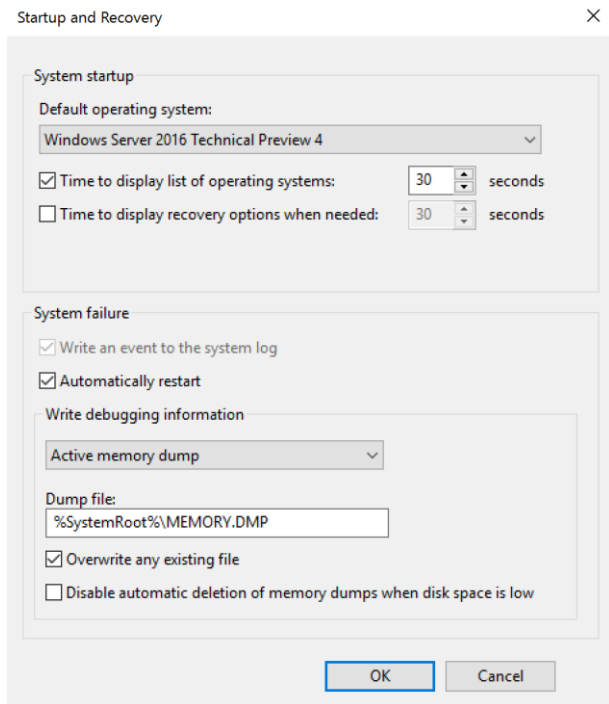 Startup and Recovery
System startup
Default operating system:
Windows Server 2016 Technical Preview 4
Time to display list of operating systems: 30 seconds
Time to display recovery options when needed: 30 seconds
System failure
Write an event to the system log
Automatically restart
Write debugging information
Active memory dump
Dump file:
%SystemRoot%\MEMORY.DMP
Overwrite any existing file
Disable automatic deletion of memory dumps when disk space is low
OK Cancel